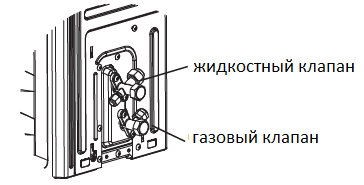 жидкостный клапан
газовый клапан